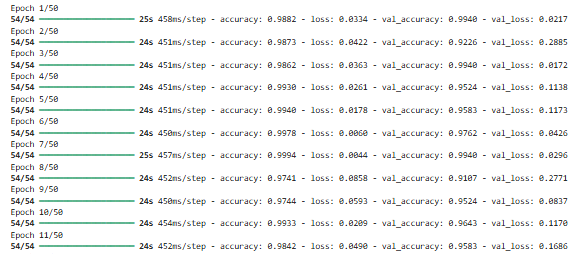 Epoch 1/50
54/54 ━━━━━━━━━━━━━━━━━━━━ 25s 458ms/step - accuracy: 0.9882 - loss: 0.0334 - val_accuracy: 0.9940 - val_loss: 0.0217
Epoch 2/50
54/54 ━━━━━━━━━━━━━━━━━━━━ 24s 451ms/step - accuracy: 0.9873 - loss: 0.0422 - val_accuracy: 0.9226 - val_loss: 0.2885
Epoch 3/50
54/54 ━━━━━━━━━━━━━━━━━━━━ 24s 451ms/step - accuracy: 0.9862 - loss: 0.0363 - val_accuracy: 0.9940 - val_loss: 0.0172
Epoch 4/50
54/54 ━━━━━━━━━━━━━━━━━━━━ 24s 451ms/step - accuracy: 0.9930 - loss: 0.0261 - val_accuracy: 0.9524 - val_loss: 0.1138
Epoch 5/50
54/54 ━━━━━━━━━━━━━━━━━━━━ 24s 451ms/step - accuracy: 0.9940 - loss: 0.0178 - val_accuracy: 0.9583 - val_loss: 0.1173
Epoch 6/50
54/54 ━━━━━━━━━━━━━━━━━━━━ 24s 450ms/step - accuracy: 0.9978 - loss: 0.0060 - val_accuracy: 0.9762 - val_loss: 0.0426
Epoch 7/50
54/54 ━━━━━━━━━━━━━━━━━━━━ 25s 457ms/step - accuracy: 0.9994 - loss: 0.0044 - val_accuracy: 0.9940 - val_loss: 0.0296
Epoch 8/50
54/54 ━━━━━━━━━━━━━━━━━━━━ 24s 452ms/step - accuracy: 0.9741 - loss: 0.0858 - val_accuracy: 0.9107 - val_loss: 0.2771
Epoch 9/50
54/54 ━━━━━━━━━━━━━━━━━━━━ 24s 450ms/step - accuracy: 0.9744 - loss: 0.0593 - val_accuracy: 0.9524 - val_loss: 0.0837
Epoch 10/50
54/54 ━━━━━━━━━━━━━━━━━━━━ 24s 454ms/step - accuracy: 0.9933 - loss: 0.0209 - val_accuracy: 0.9643 - val_loss: 0.1170
Epoch 11/50
54/54 ━━━━━━━━━━━━━━━━━━━━ 24s 452ms/step - accuracy: 0.9842 - loss: 0.0490 - val_accuracy: 0.9583 - val_loss: 0.1686